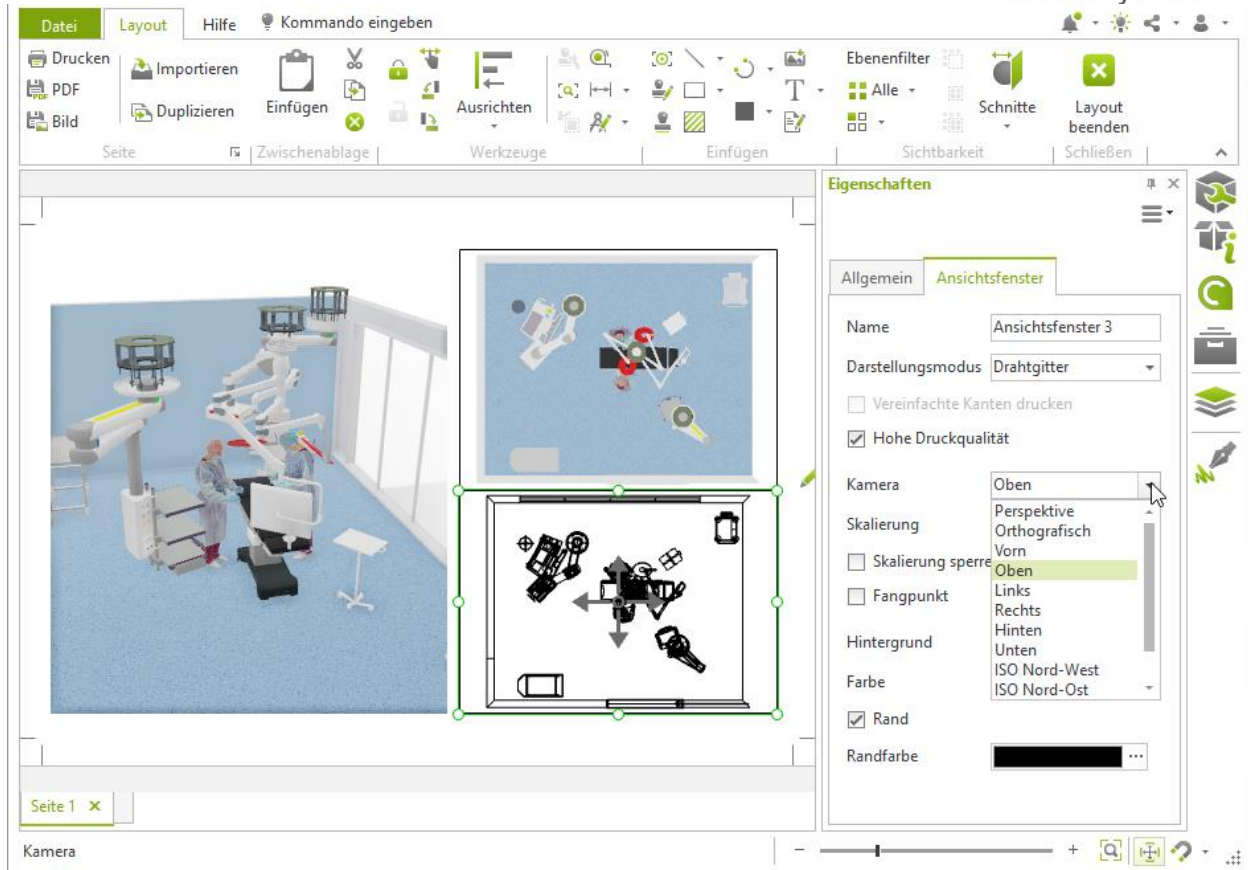 Datei Layout Hilfe Kommando eingeben
Drucken
PDF
Bild
Importieren
Duplizieren
Einfügen
Ausrichten
Ebenenfilter
Alle
Schnitte
Layout
beenden
Seite Zwischenablage Werkzeuge Einfügen Sichtbarkeit Schließen
Eigenschaften
Allgemein Ansichtsfenster
Name Ansichtsfenster 3
Darstellungsmodus Drahtgitter
Vereinfachte Kanten drucken
Hohe Druckqualität
Kamera Oben
Perspektive
Skalierung
Orthografisch
Vorn
Skalierung sperre
Oben
Links
Fangpunkt
Rechts
Hinten
Hintergrund
Unten
ISO Nord-West
Farbe
ISO Nord-Ost
Rand
Randfarbe
Seite 1
Kamera